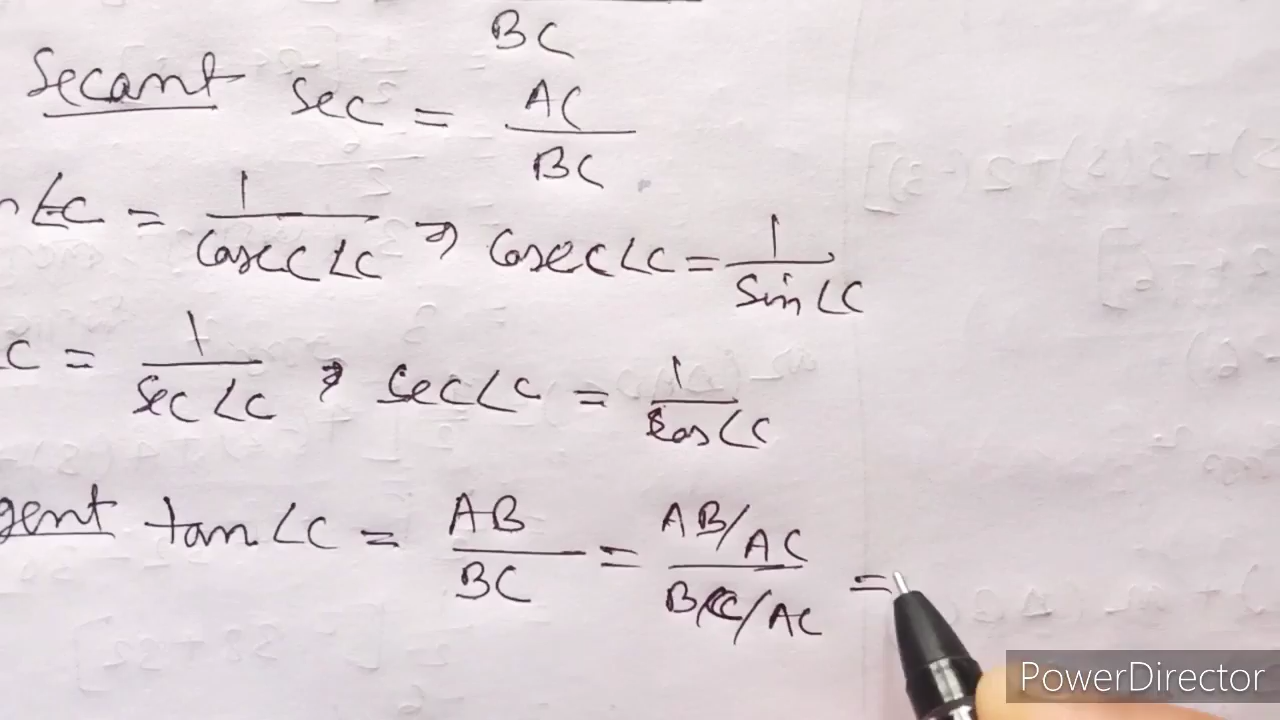 BC
Secant sec = AC/BC
∠C = 1/Cosec∠C ⇒ Cosec∠C = 1/Sin∠C
C = 1/Sec∠C ⇒ Sec∠C = 1/Cos∠C
gent tan∠C = AB/BC = (AB/AC)/(BC/AC) =
PowerDirector